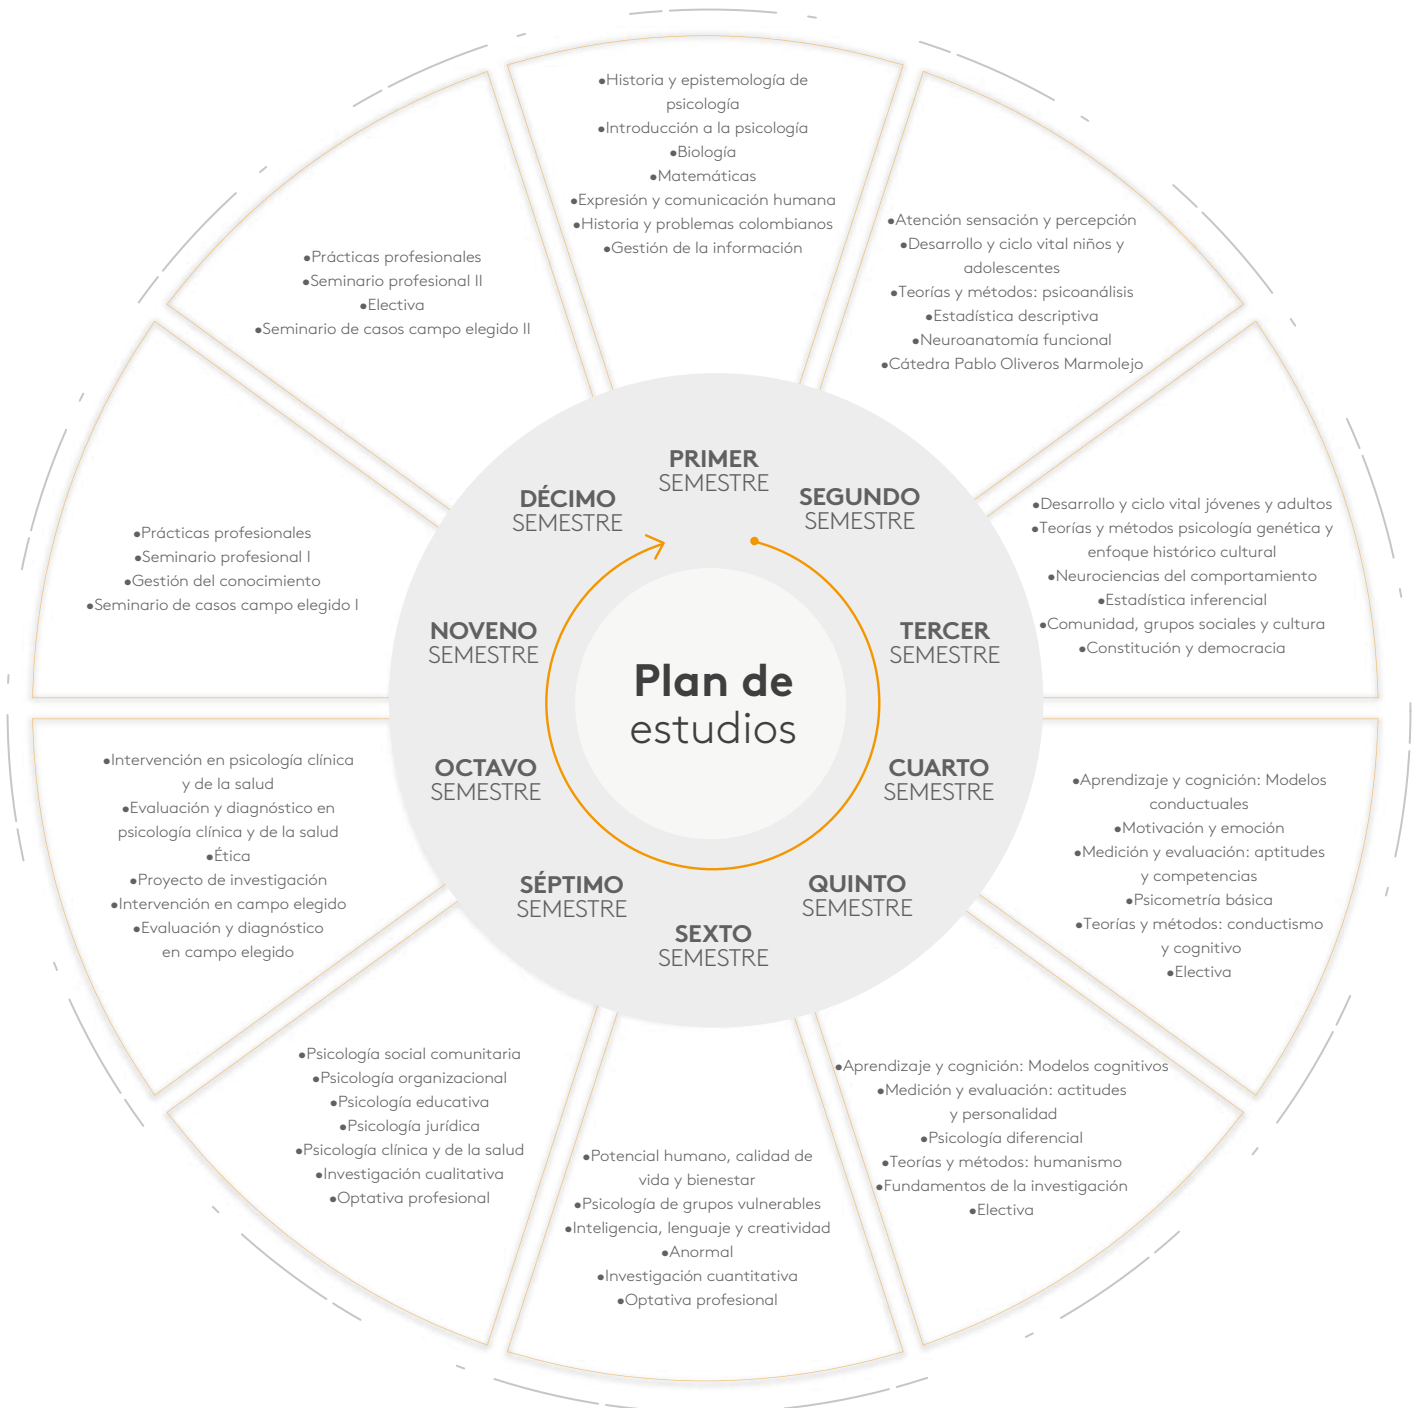 Plan de
estudios
PRIMER
SEMESTRE
●Historia y epistemología de
psicología
●Introducción a la psicología
●Biología
●Matemáticas
●Expresión y comunicación humana
●Historia y problemas colombianos
●Gestión de la información
SEGUNDO
SEMESTRE
●Atención sensación y percepción
●Desarrollo y ciclo vital niños y
adolescentes
●Teorías y métodos: psicoanálisis
●Estadística descriptiva
●Neuroanatomía funcional
●Cátedra Pablo Oliveros Marmolejo
TERCER
SEMESTRE
●Desarrollo y ciclo vital jóvenes y adultos
●Teorías y métodos psicología genética y
enfoque histórico cultural
●Neurociencias del comportamiento
●Estadística inferencial
●Comunidad, grupos sociales y cultura
●Constitución y democracia
CUARTO
SEMESTRE
●Aprendizaje y cognición: Modelos
conductuales
●Motivación y emoción
●Medición y evaluación: aptitudes
y competencias
●Psicometría básica
●Teorías y métodos: conductismo
y cognitivo
●Electiva
QUINTO
SEMESTRE
●Aprendizaje y cognición: Modelos cognitivos
●Medición y evaluación: actitudes
y personalidad
●Psicología diferencial
●Teorías y métodos: humanismo
●Fundamentos de la investigación
●Electiva
SEXTO
SEMESTRE
●Potencial humano, calidad de
vida y bienestar
●Psicología de grupos vulnerables
●Inteligencia, lenguaje y creatividad
●Anormal
●Investigación cuantitativa
●Optativa profesional
SÉPTIMO
SEMESTRE
●Psicología social comunitaria
●Psicología organizacional
●Psicología educativa
●Psicología jurídica
●Psicología clínica y de la salud
●Investigación cualitativa
●Optativa profesional
OCTAVO
SEMESTRE
●Intervención en psicología clínica
y de la salud
●Evaluación y diagnóstico en
psicología clínica y de la salud
●Ética
●Proyecto de investigación
●Intervención en campo elegido
●Evaluación y diagnóstico
en campo elegido
NOVENO
SEMESTRE
●Prácticas profesionales
●Seminario profesional I
●Gestión del conocimiento
●Seminario de casos campo elegido I
DÉCIMO
SEMESTRE
●Prácticas profesionales
●Seminario profesional II
●Electiva
●Seminario de casos campo elegido II